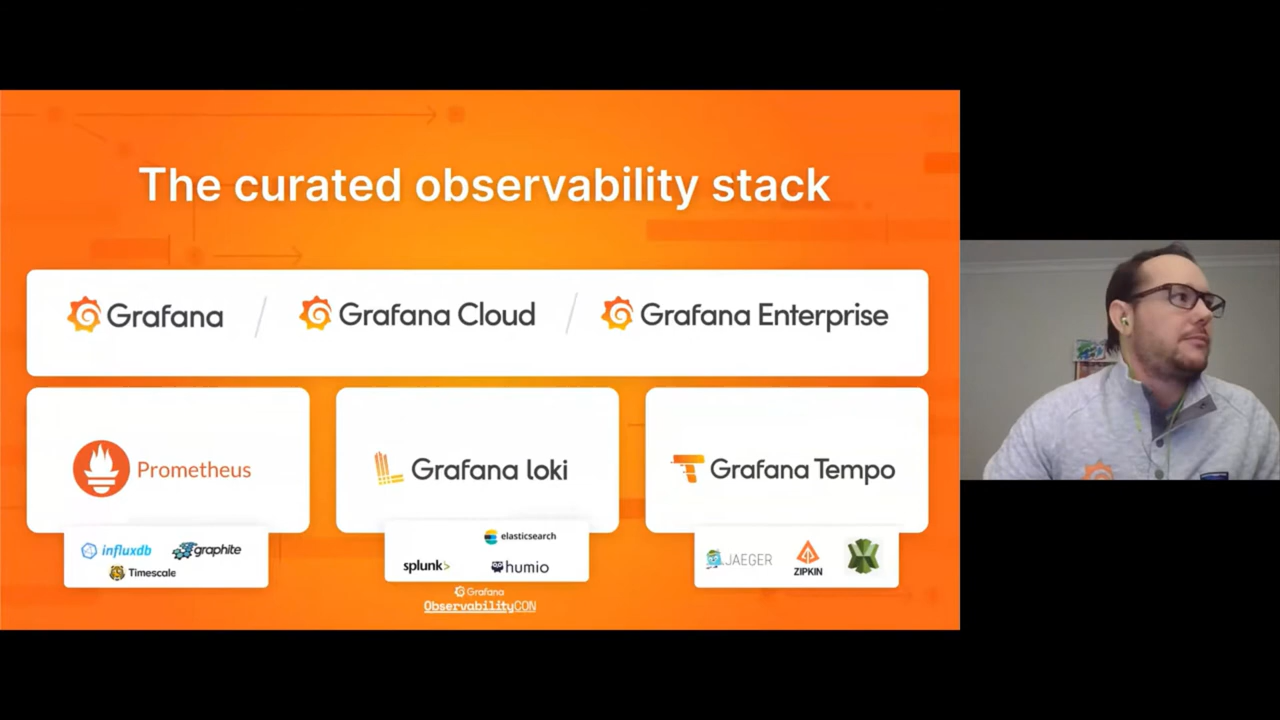 The curated observability stack
Grafana / Grafana Cloud / Grafana Enterprise
Prometheus
Grafana loki
Grafana Tempo
influxdb graphite
Timescale
elasticsearch
splunk> humio
JAEGER ZIPKIN
Grafana
ObservabilityCON